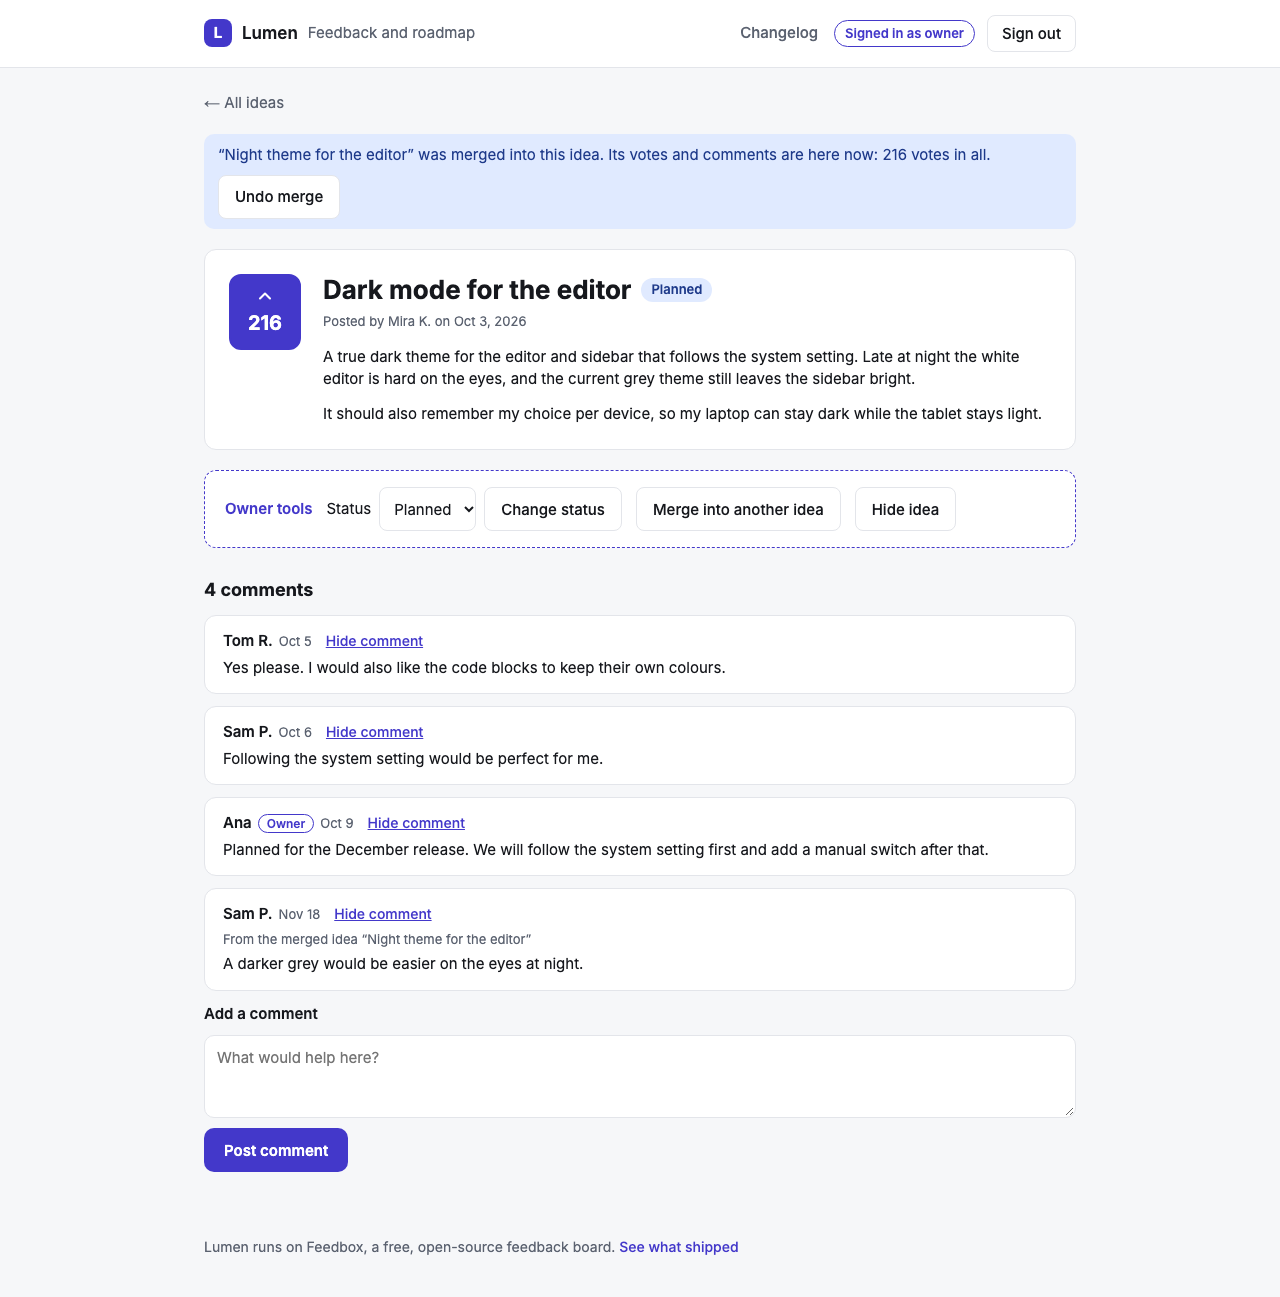 L Lumen Feedback and roadmap Changelog Signed in as owner Sign out
← All ideas
“Night theme for the editor” was merged into this idea. Its votes and comments are here now: 216 votes in all.
Undo merge
216
Dark mode for the editor Planned
Posted by Mira K. on Oct 3, 2026
A true dark theme for the editor and sidebar that follows the system setting. Late at night the white
editor is hard on the eyes, and the current grey theme still leaves the sidebar bright.
It should also remember my choice per device, so my laptop can stay dark while the tablet stays light.
Owner tools Status Planned Change status Merge into another idea Hide idea
4 comments
Tom R. Oct 5 Hide comment
Yes please. I would also like the code blocks to keep their own colours.
Sam P. Oct 6 Hide comment
Following the system setting would be perfect for me.
Ana Owner Oct 9 Hide comment
Planned for the December release. We will follow the system setting first and add a manual switch after that.
Sam P. Nov 18 Hide comment
From the merged idea “Night theme for the editor”
A darker grey would be easier on the eyes at night.
Add a comment
What would help here?
Post comment
Lumen runs on Feedbox, a free, open-source feedback board. See what shipped